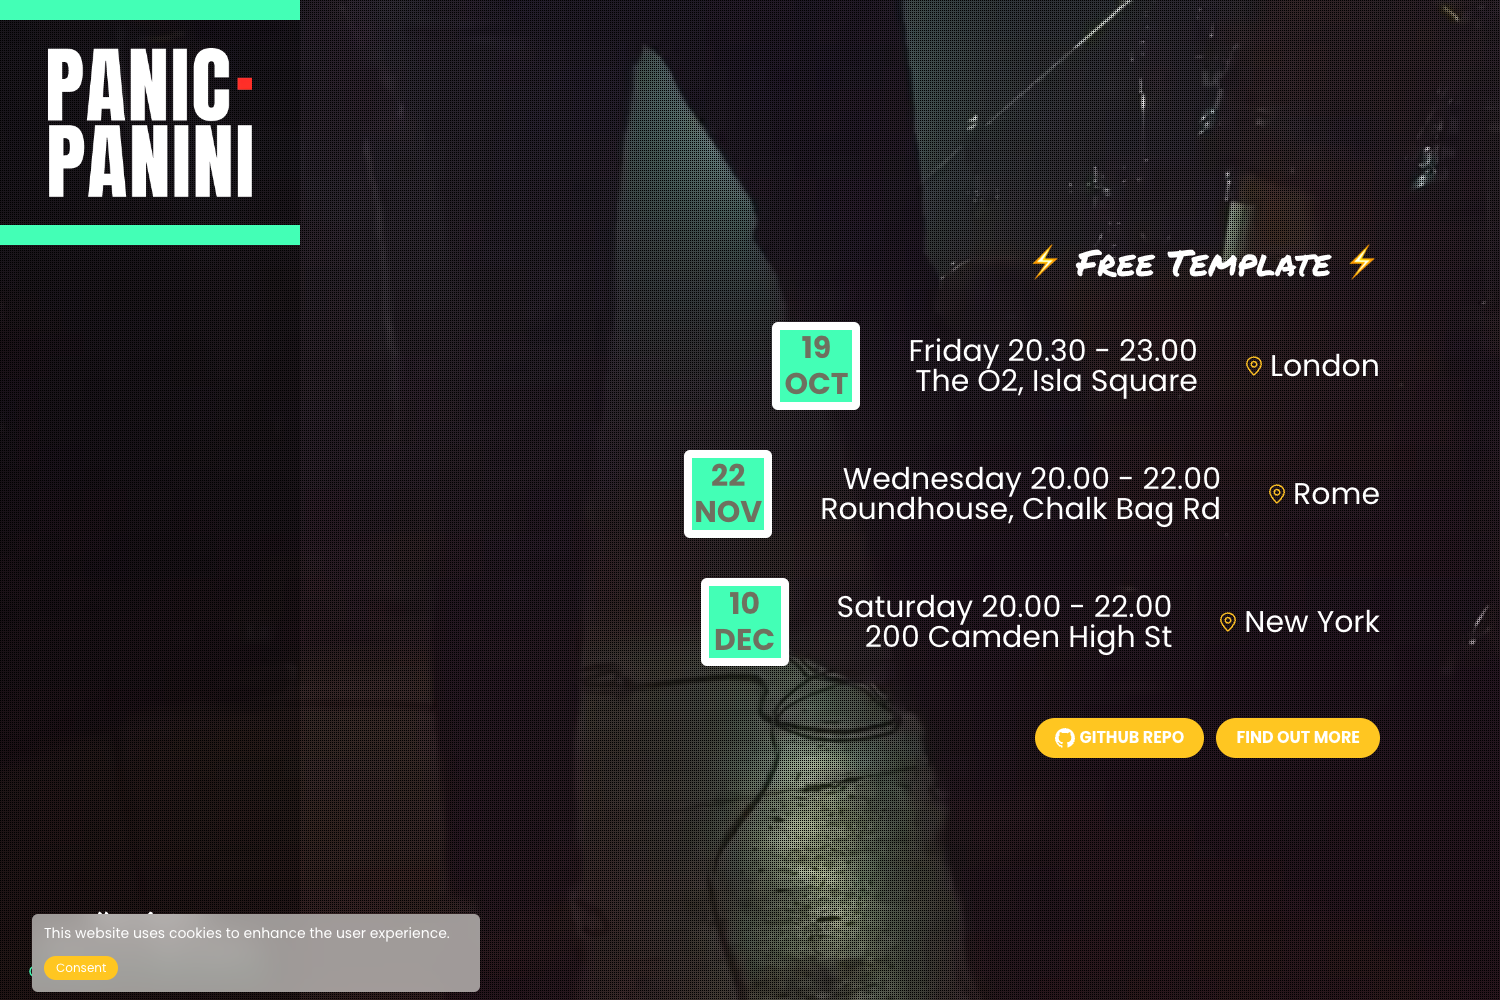 PANIC·
PANINI
⚡ Free Template ⚡
19
OCT
Friday 20.30 - 23.00
The O2, Isla Square
London
22
NOV
Wednesday 20.00 - 22.00
Roundhouse, Chalk Bag Rd
Rome
10
DEC
Saturday 20.00 - 22.00
200 Camden High St
New York
GITHUB REPO
FIND OUT MORE
This website uses cookies to enhance the user experience.
Consent